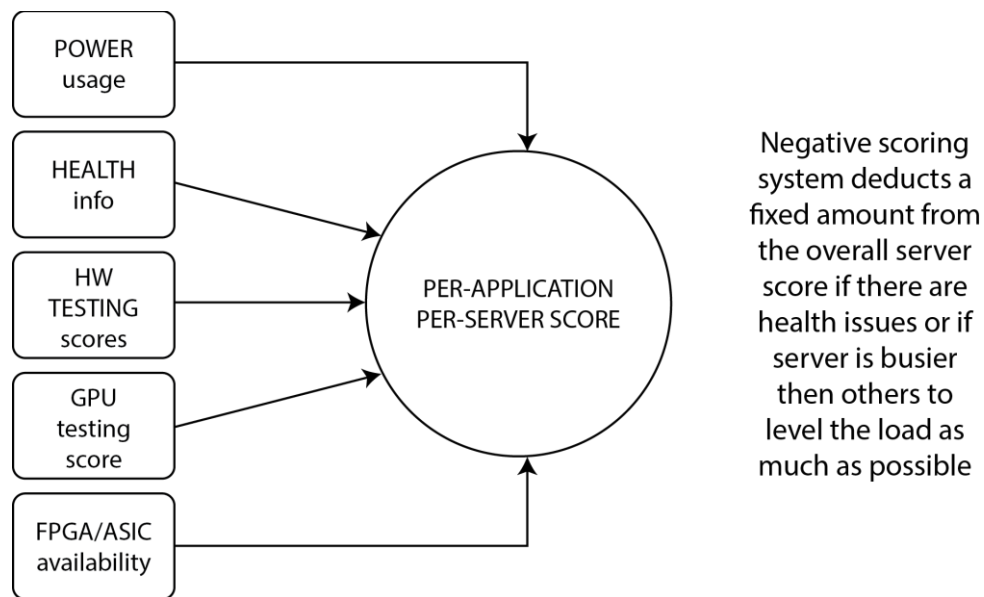 POWER
usage
HEALTH
info
HW
TESTING
scores
GPU
testing
score
FPGA/ASIC
availability
PER-APPLICATION
PER-SERVER SCORE
Negative scoring
system deducts a
fixed amount from
the overall server
score if there are
health issues or if
server is busier
then others to
level the load as
much as possible